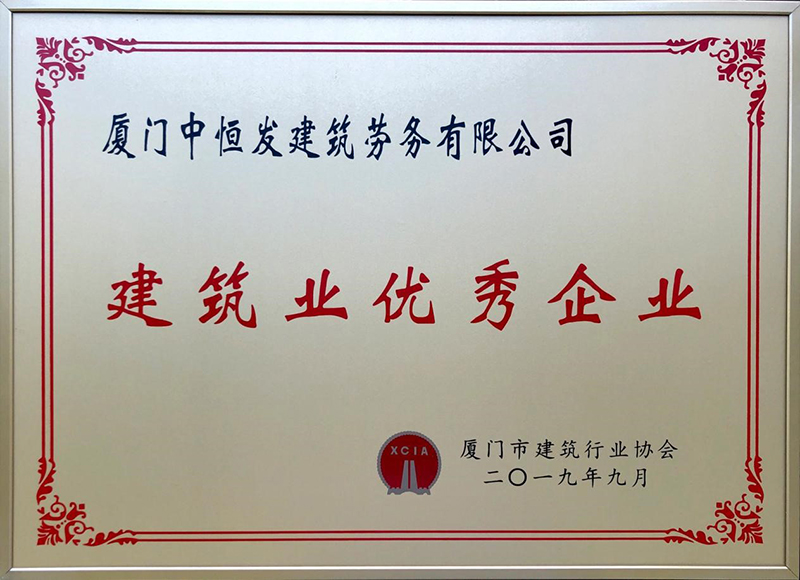 厦门中恒发建筑劳务有限公司
建筑业优秀企业
XCIA
厦门市建筑行业协会
二〇一九年九月